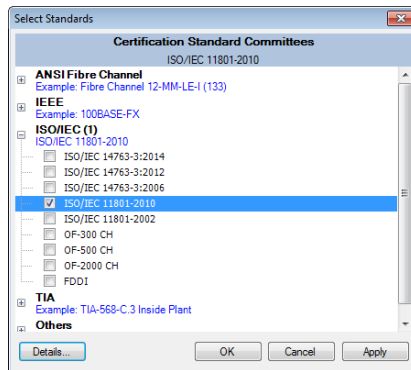 Select Standards
Certification Standard Committees
ISO/IEC 11801-2010
ANSI Fibre Channel
Example: Fibre Channel 12-MM-LE-I (133)
IEEE
Example: 100BASE-FX
ISO/IEC (1)
ISO/IEC 11801-2010
ISO/IEC 14763-3:2014
ISO/IEC 14763-3:2012
ISO/IEC 14763-3:2006
ISO/IEC 11801-2010
ISO/IEC 11801-2002
OF-300 CH
OF-500 CH
OF-2000 CH
FDDI
TIA
Example: TIA-568-C.3 Inside Plant
Others
Details... OK Cancel Apply